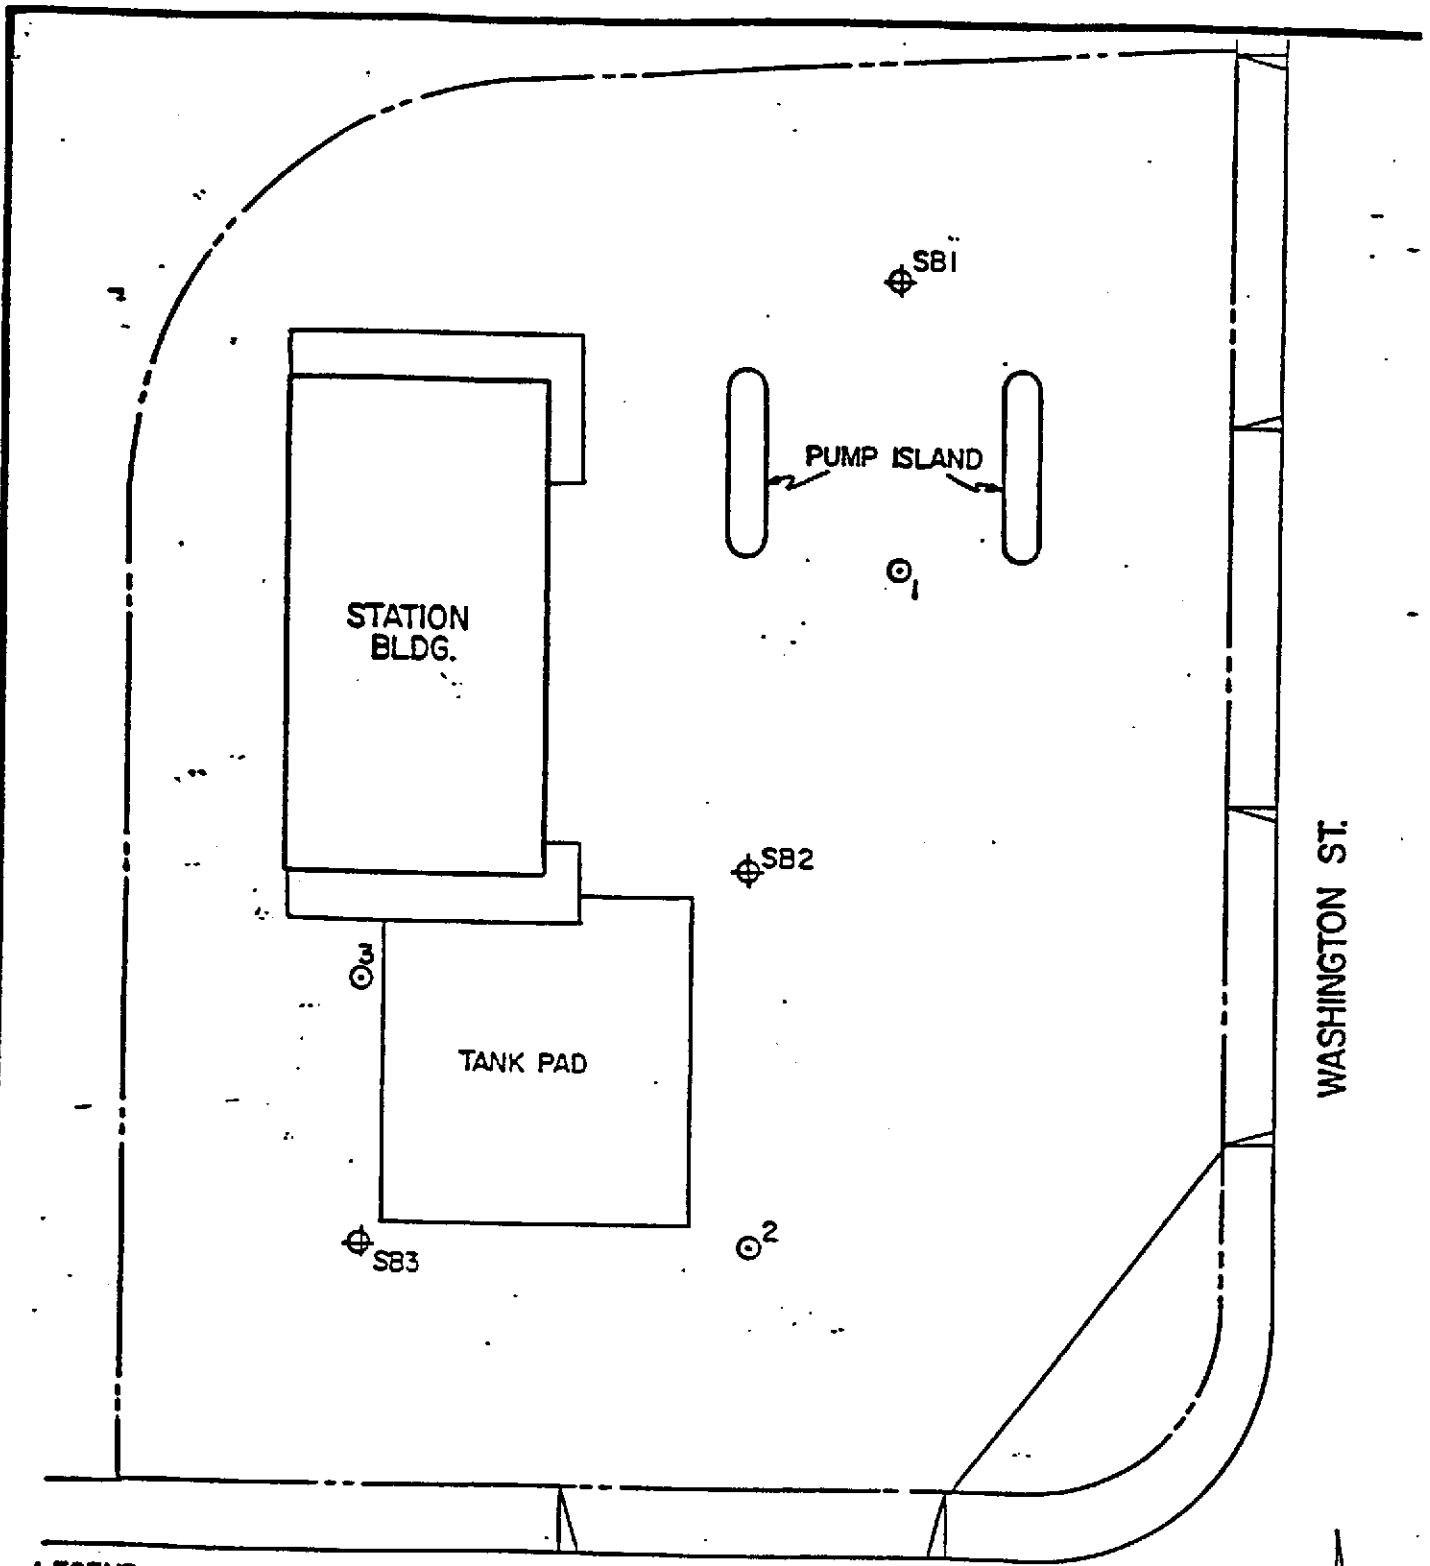 SB1
PUMP ISLAND
1
STATION
BLDG.
SB2
WASHINGTON ST.
3
TANK PAD
2
SB3